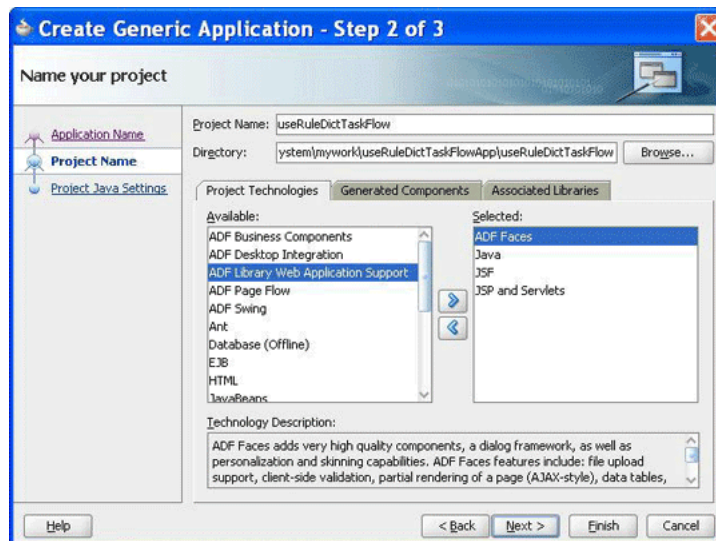 Create Generic Application - Step 2 of 3
Name your project
Application Name
Project Name
Project Java Settings
Project Name: useRuleDictTaskFlow
Directory: ystem\mywork\useRuleDictTaskFlowApp\useRuleDictTaskFlow Browse...
Project Technologies Generated Components Associated Libraries
Available:
ADF Business Components
ADF Desktop Integration
ADF Library Web Application Support
ADF Page Flow
ADF Swing
Ant
Database (Offline)
EJB
HTML
JavaBeans
Selected:
ADF Faces
Java
JSF
JSP and Servlets
Technology Description:
ADF Faces adds very high quality components, a dialog framework, as well as
personalization and skinning capabilities. ADF Faces features include: file upload
support, client-side validation, partial rendering of a page (AJAX-style), data tables,
Help < Back Next > Finish Cancel